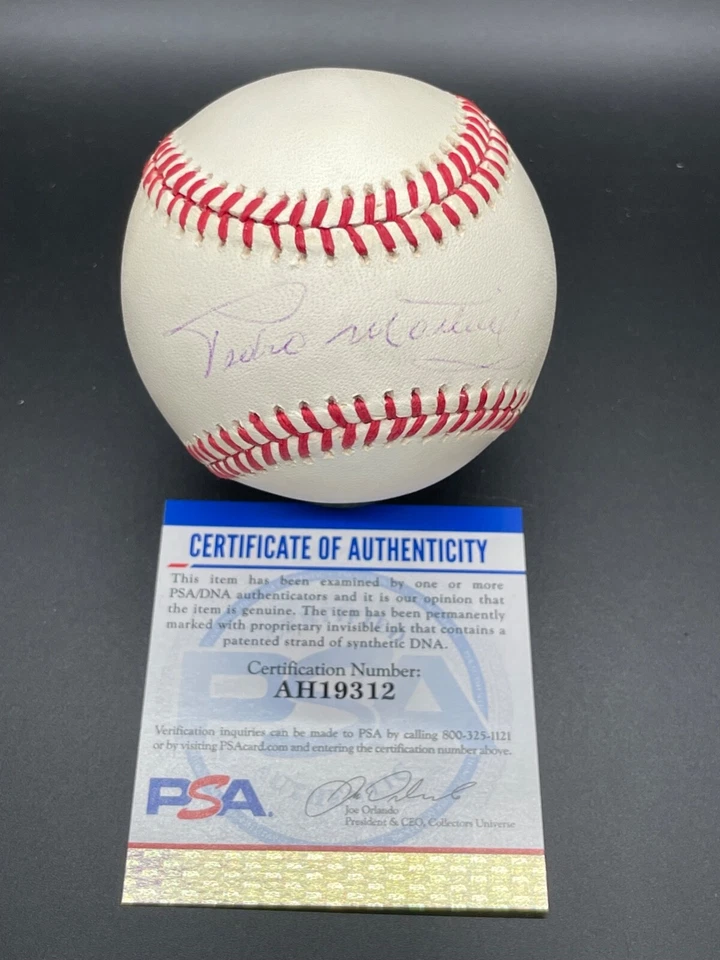 Pedro Martinez
CERTIFICATE OF AUTHENTICITY
This item has been examined by one or more
PSA/DNA authenticators and it is our opinion that
the item is genuine. The item has been permanently
marked with proprietary invisible ink that contains a
patented strand of synthetic DNA.
Certification Number:
AH19312
Verification inquiries can be made to PSA by calling 800-325-1121
or by visiting PSAcard.com and entering the certification number above.
PSA.
Joe Orlando
Joe Orlando
President & CEO, Collectors Universe